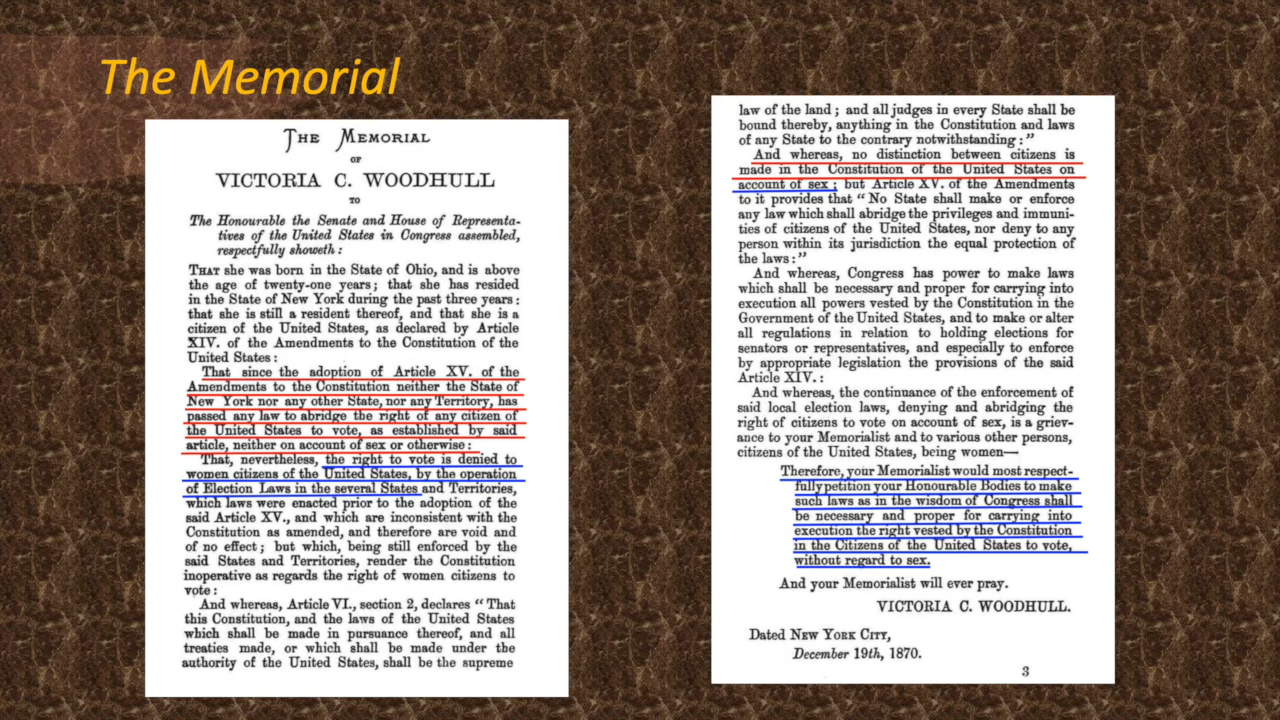 The Memorial
THE MEMORIAL
OF
VICTORIA C. WOODHULL
TO
The Honourable the Senate and House of Representa-
tives of the United States in Congress assembled,
respectfully showeth :
THAT she was born in the State of Ohio, and is above
the age of twenty-one years; that she has resided
in the State of New York during the past three years:
that she is still a resident thereof, and that she is a
citizen of the United States, as declared by Article
XIV. of the Amendments to the Constitution of the
United States :
That since the adoption of Article XV. of the
Amendments to the Constitution neither the State of
New York nor any other State, nor any Territory, has
passed any law to abridge the right of any citizen of
the United States to vote, as established by said
article, neither on account of sex or otherwise :
That, nevertheless, the right to vote is denied to
women citizens of the United States, by the operation
of Election Laws in the several States and Territories,
which laws were enacted prior to the adoption of the
said Article XV., and which are inconsistent with the
Constitution as amended, and therefore are void and
of no effect; but which, being still enforced by the
said States and Territories, render the Constitution
inoperative as regards the right of women citizens to
vote :
And whereas, Article VI., section 2, declares “ That
this Constitution, and the laws of the United States
which shall be made in pursuance thereof, and all
treaties made, or which shall be made under the
authority of the United States, shall be the supreme
law of the land ; and all judges in every State shall be
bound thereby, anything in the Constitution and laws
of any State to the contrary notwithstanding : ”
And whereas, no distinction between citizens is
made in the Constitution of the United States on
account of sex ; but Article XV. of the Amendments
to it provides that “ No State shall make or enforce
any law which shall abridge the privileges and immuni-
ties of citizens of the United States, nor deny to any
person within its jurisdiction the equal protection of
the laws : ”
And whereas, Congress has power to make laws
which shall be necessary and proper for carrying into
execution all powers vested by the Constitution in the
Government of the United States, and to make or alter
all regulations in relation to holding elections for
senators or representatives, and especially to enforce
by appropriate legislation the provisions of the said
Article XIV. :
And whereas, the continuance of the enforcement of
said local election laws, denying and abridging the
right of citizens to vote on account of sex, is a griev-
ance to your Memorialist and to various other persons,
citizens of the United States, being women—
Therefore, your Memorialist would most respect-
fully petition your Honourable Bodies to make
such laws as in the wisdom of Congress shall
be necessary and proper for carrying into
execution the right vested by the Constitution
in the Citizens of the United States to vote,
without regard to sex.
And your Memorialist will ever pray.
VICTORIA C. WOODHULL.
Dated NEW YORK CITY,
December 19th, 1870.
3